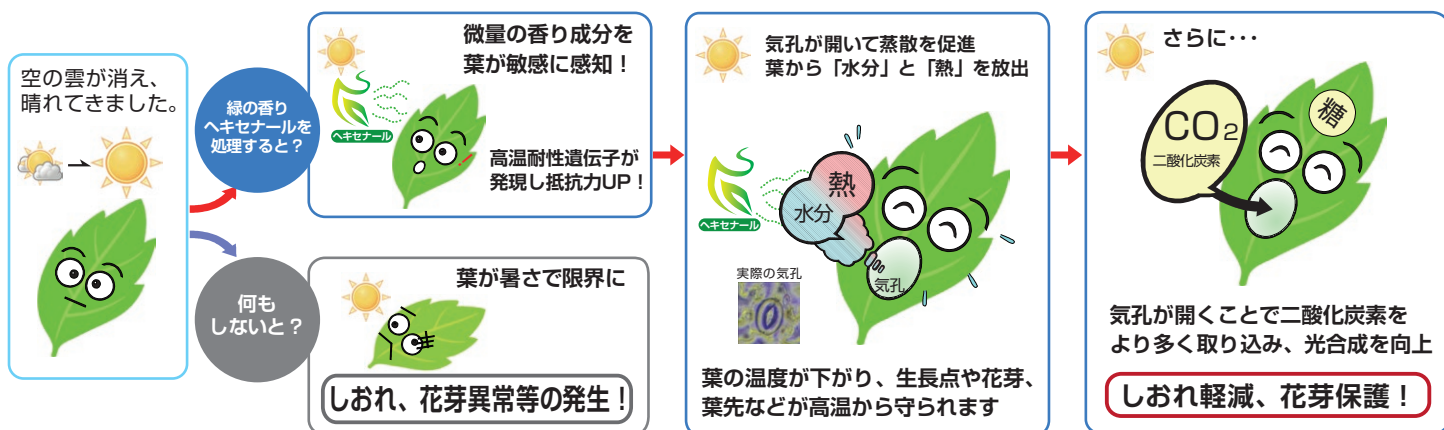 空の雲が消え、
晴れてきました。
緑の香り
ヘキセナールを
処理すると？
微量の香り成分を
葉が敏感に感知！
ヘキセナール
高温耐性遺伝子が
発現し抵抗力UP！
何も
しないと？
葉が暑さで限界に
しおれ、花芽異常等の発生！
気孔が開いて蒸散を促進
葉から「水分」と「熱」を放出
ヘキセナール
熱
水分
気孔
実際の気孔
葉の温度が下がり、生長点や花芽、
葉先などが高温から守られます
さらに･･･
CO2
二酸化炭素
糖
気孔が開くことで二酸化炭素を
より多く取り込み、光合成を向上
しおれ軽減、花芽保護！